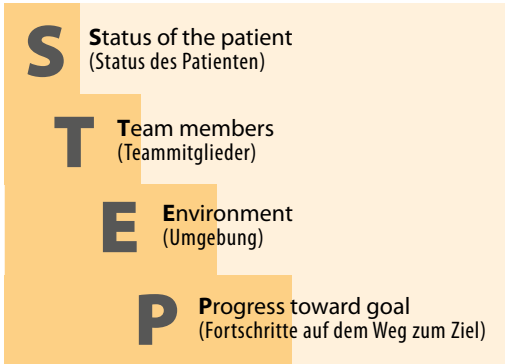 S Status of the patient
(Status des Patienten)
T Team members
(Teammitglieder)
E Environment
(Umgebung)
P Progress toward goal
(Fortschritte auf dem Weg zum Ziel)